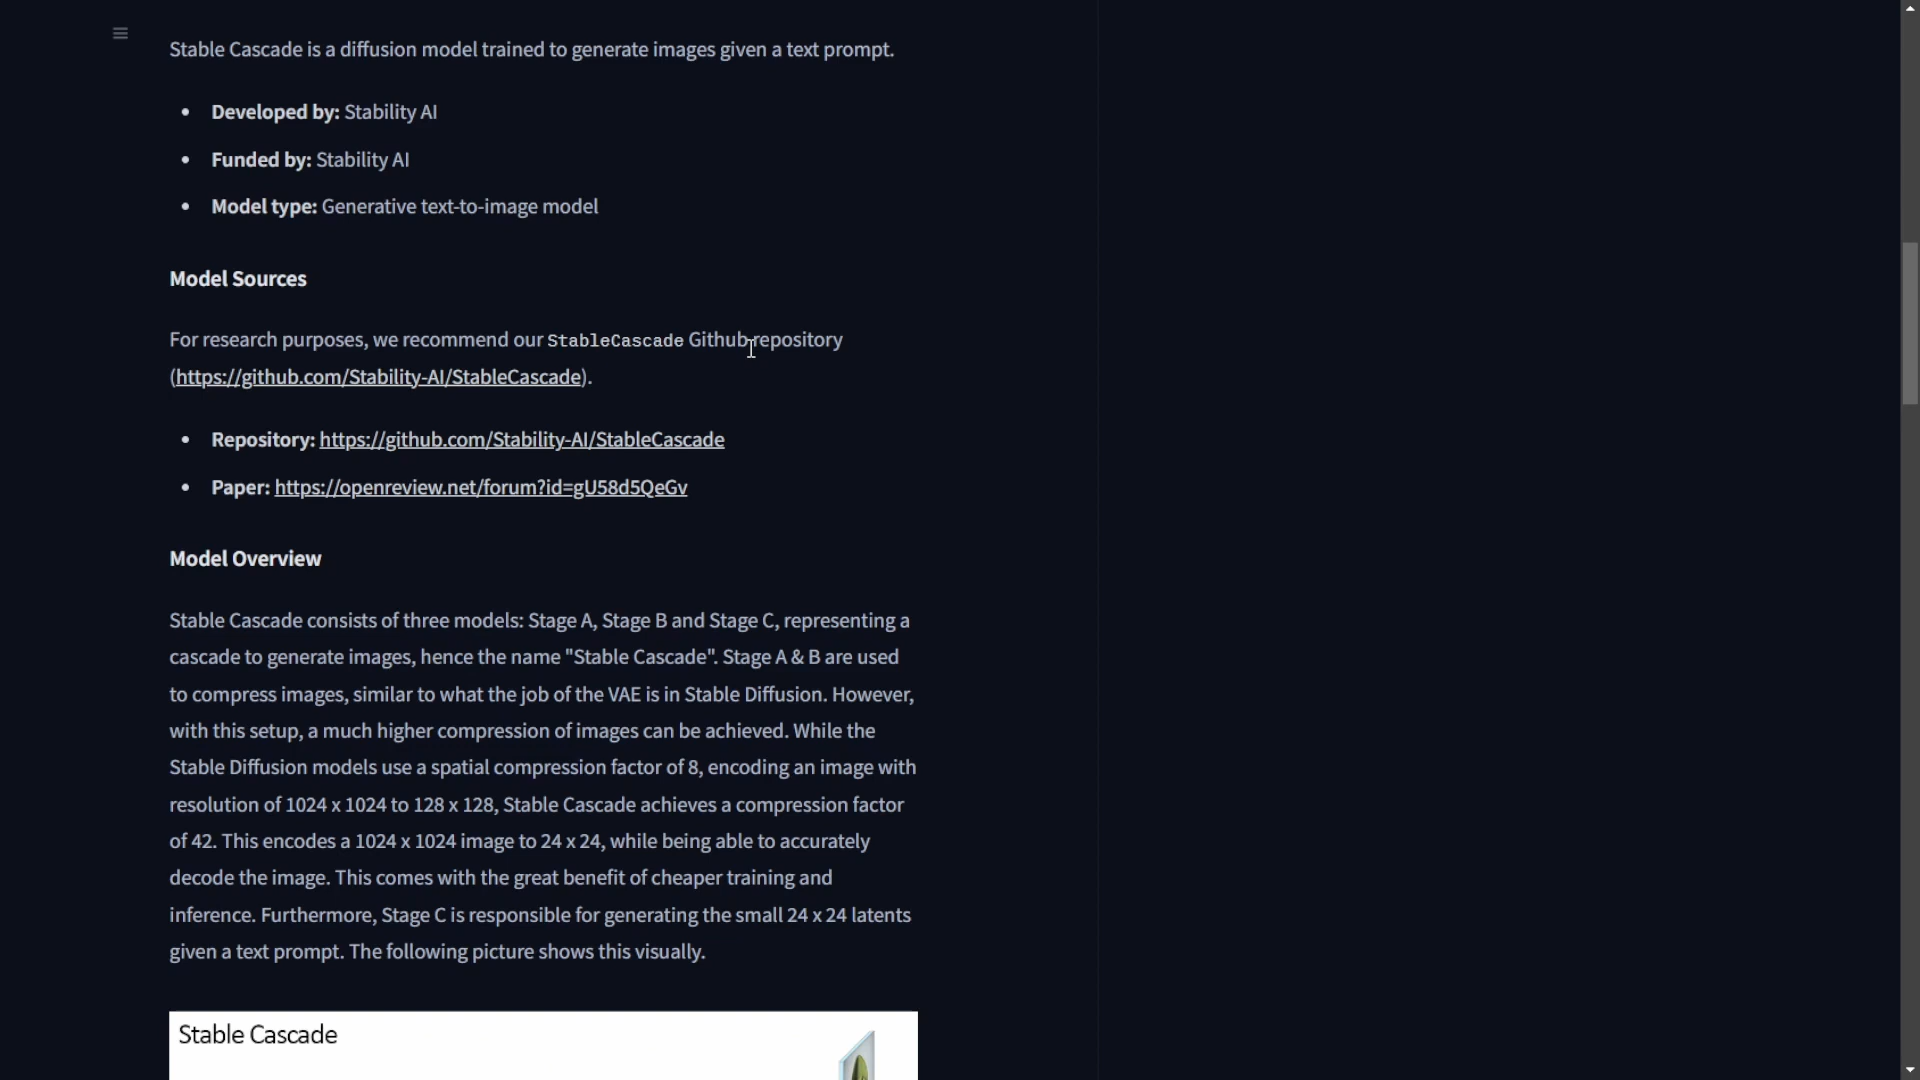 Stable Cascade is a diffusion model trained to generate images given a text prompt.
• Developed by: Stability AI
• Funded by: Stability AI
• Model type: Generative text-to-image model
Model Sources
For research purposes, we recommend our StableCascade Github repository
(https://github.com/Stability-AI/StableCascade).
• Repository: https://github.com/Stability-AI/StableCascade
• Paper: https://openreview.net/forum?id=gU58d5QeGv
Model Overview
Stable Cascade consists of three models: Stage A, Stage B and Stage C, representing a
cascade to generate images, hence the name "Stable Cascade". Stage A & B are used
to compress images, similar to what the job of the VAE is in Stable Diffusion. However,
with this setup, a much higher compression of images can be achieved. While the
Stable Diffusion models use a spatial compression factor of 8, encoding an image with
resolution of 1024 x 1024 to 128 x 128, Stable Cascade achieves a compression factor
of 42. This encodes a 1024 x 1024 image to 24 x 24, while being able to accurately
decode the image. This comes with the great benefit of cheaper training and
inference. Furthermore, Stage C is responsible for generating the small 24 x 24 latents
given a text prompt. The following picture shows this visually.
Stable Cascade